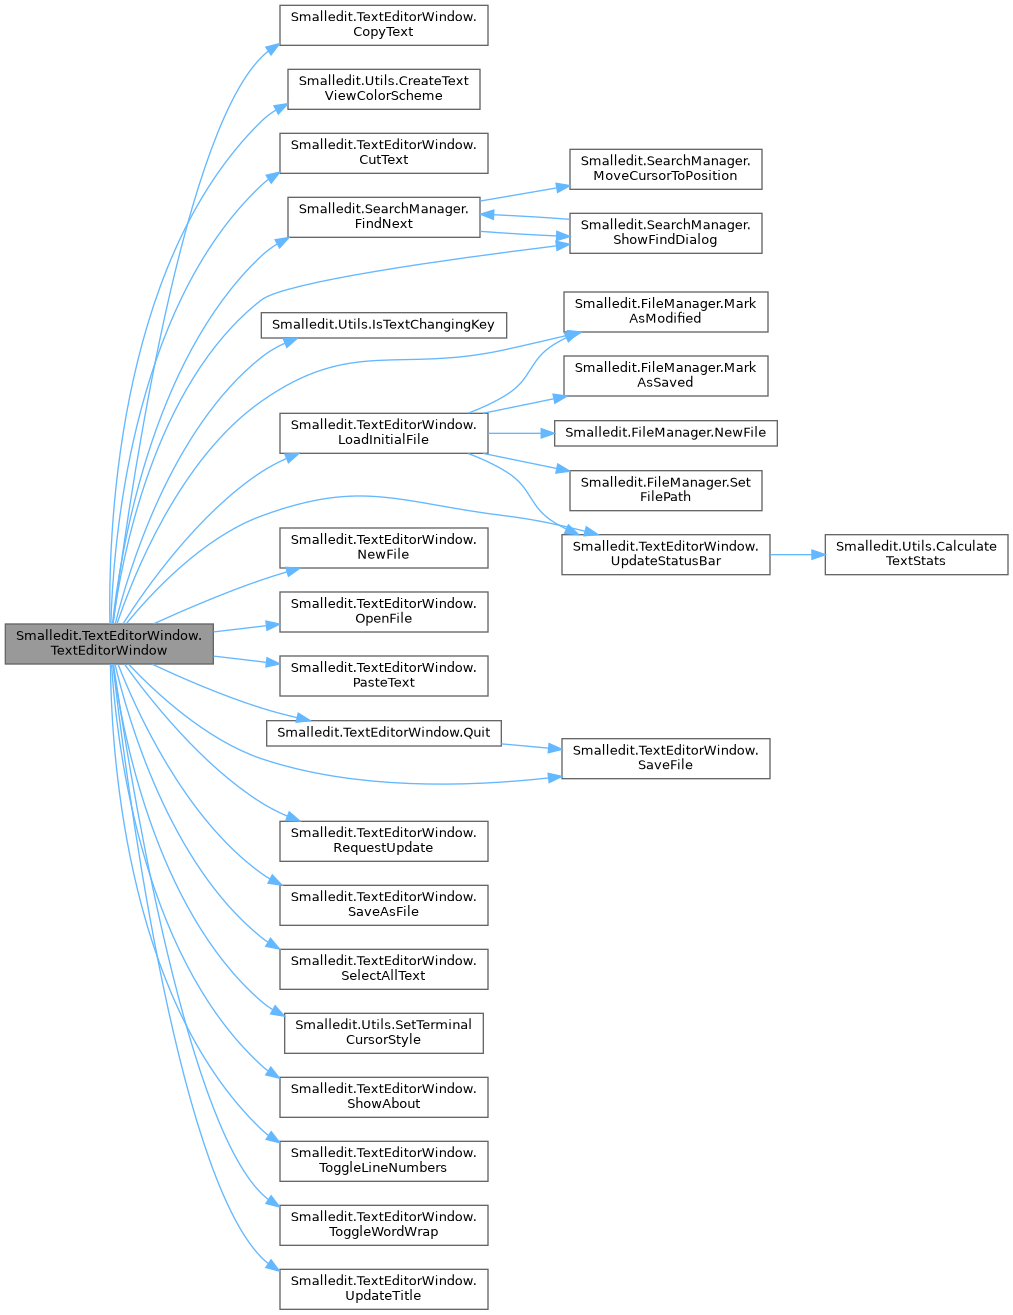 Smalledit.TextEditorWindow.
CopyText
Smalledit.Utils.CreateText
ViewColorScheme
Smalledit.TextEditorWindow.
CutText
Smalledit.SearchManager.
MoveCursorToPosition
Smalledit.SearchManager.
FindNext
Smalledit.SearchManager.
ShowFindDialog
Smalledit.Utils.IsTextChangingKey
Smalledit.FileManager.Mark
AsModified
Smalledit.FileManager.Mark
AsSaved
Smalledit.TextEditorWindow.
LoadInitialFile
Smalledit.FileManager.NewFile
Smalledit.FileManager.Set
FilePath
Smalledit.TextEditorWindow.
NewFile
Smalledit.TextEditorWindow.
UpdateStatusBar
Smalledit.Utils.Calculate
TextStats
Smalledit.TextEditorWindow.
OpenFile
Smalledit.TextEditorWindow.
TextEditorWindow
Smalledit.TextEditorWindow.
PasteText
Smalledit.TextEditorWindow.Quit
Smalledit.TextEditorWindow.
SaveFile
Smalledit.TextEditorWindow.
RequestUpdate
Smalledit.TextEditorWindow.
SaveAsFile
Smalledit.TextEditorWindow.
SelectAllText
Smalledit.Utils.SetTerminal
CursorStyle
Smalledit.TextEditorWindow.
ShowAbout
Smalledit.TextEditorWindow.
ToggleLineNumbers
Smalledit.TextEditorWindow.
ToggleWordWrap
Smalledit.TextEditorWindow.
UpdateTitle